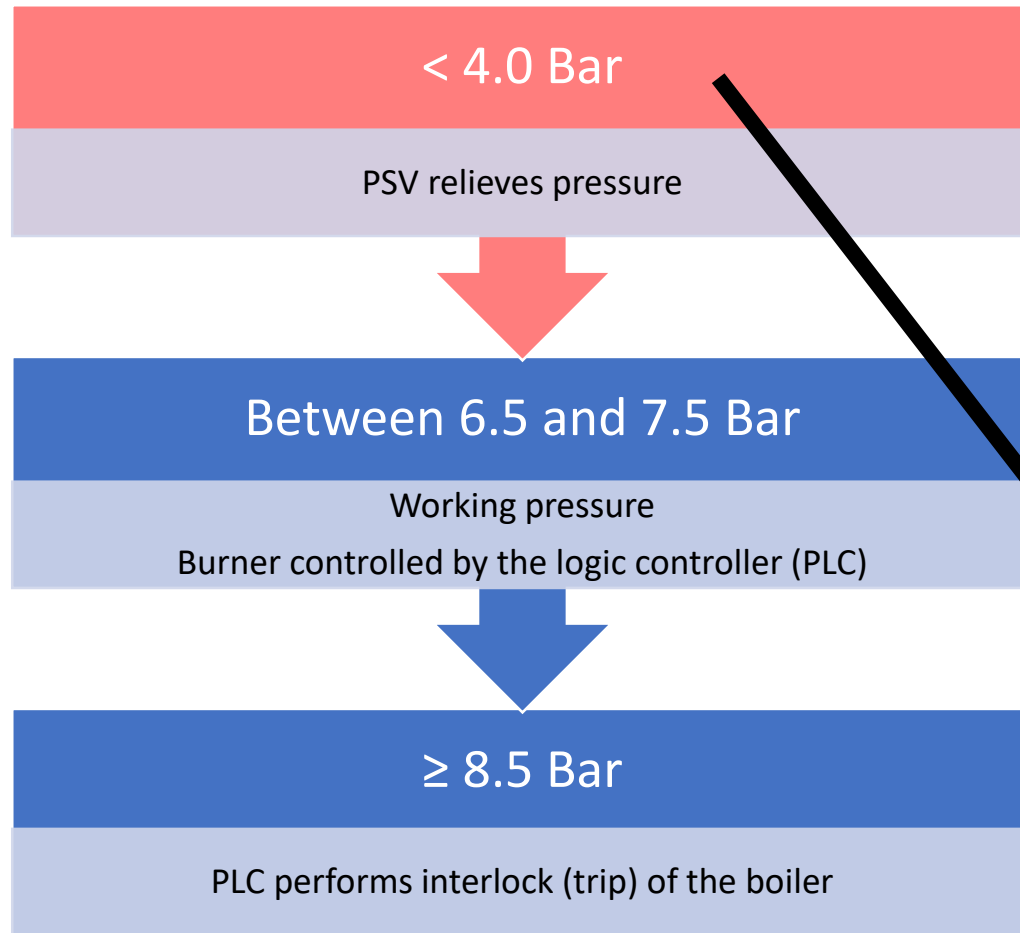 < 4.0 Bar
PSV relieves pressure
Between 6.5 and 7.5 Bar
Working pressure
Burner controlled by the logic controller (PLC)
≥ 8.5 Bar
PLC performs interlock (trip) of the boiler